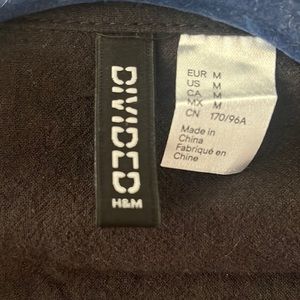 DIVIDED
H&M
EUR M
US M
CA M
MX M
CN 170/96A
Made in
China
Fabriqué en
Chine